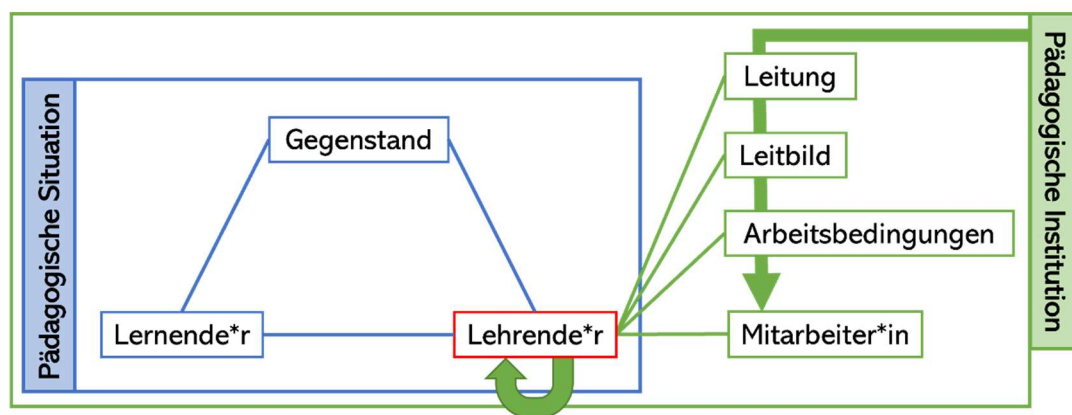 Pädagogische Situation
Gegenstand
Lernende*r
Lehrende*r
Leitung
Leitbild
Arbeitsbedingungen
Mitarbeiter*in
Pädagogische Institution